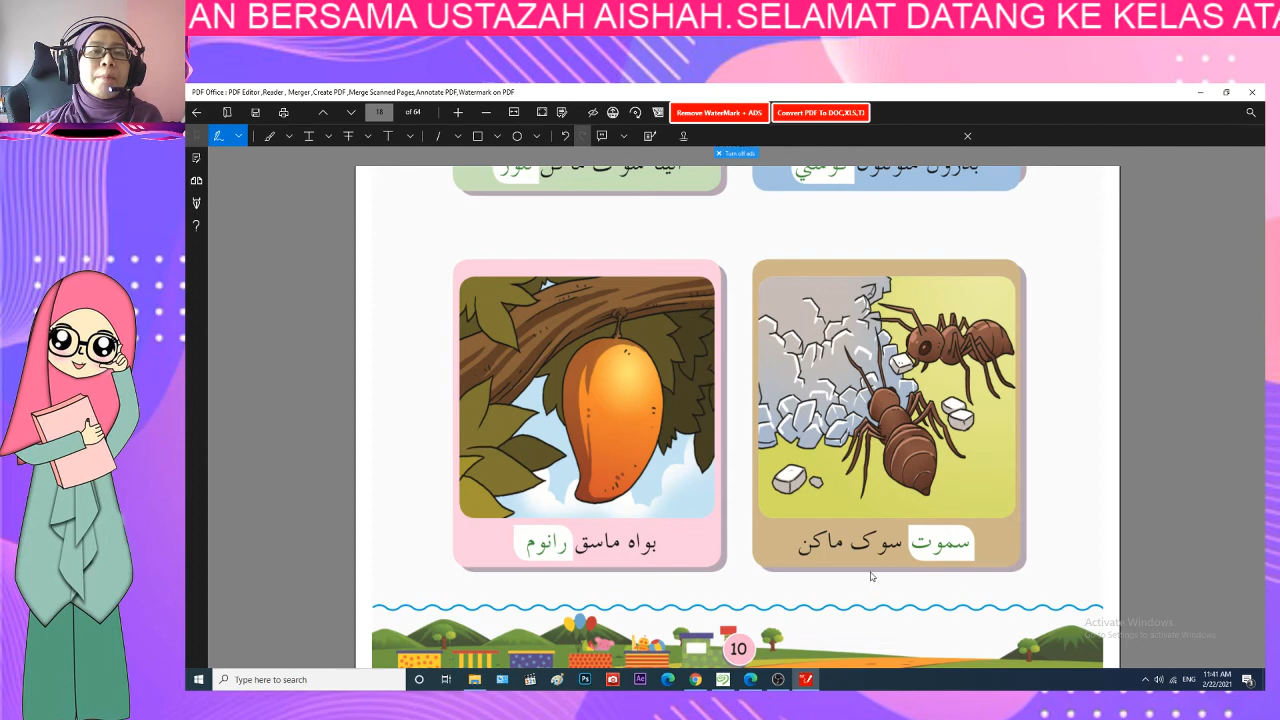 AN BERSAMA USTAZAH AISHAH.SELAMAT DATANG KE KELAS ATA
PDF Office : PDF Editor ,Reader , Merger ,Create PDF ,Merge Scanned Pages,Annotate PDF,Watermark on PDF
18 of 64
Remove WaterMark + ADS
Convert PDF To DOC,XLS,TX
Turn off ads
سموت سوک ماکن
بواه ماسق رانوم
10
Activate Windows
Go to Settings to activate Windows.
Type here to search
ENG
11:41 AM
2/22/2021